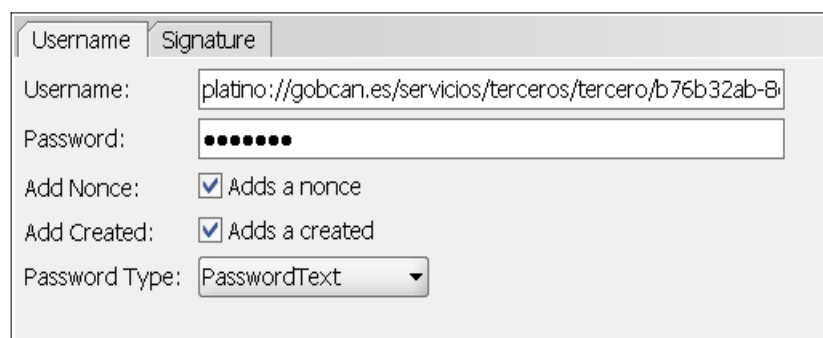 Username Signature
Username: platino://gobcan.es/servicios/terceros/tercero/b76b32ab-8
Password: •••••••
Add Nonce: Adds a nonce
Add Created: Adds a created
Password Type: PasswordText